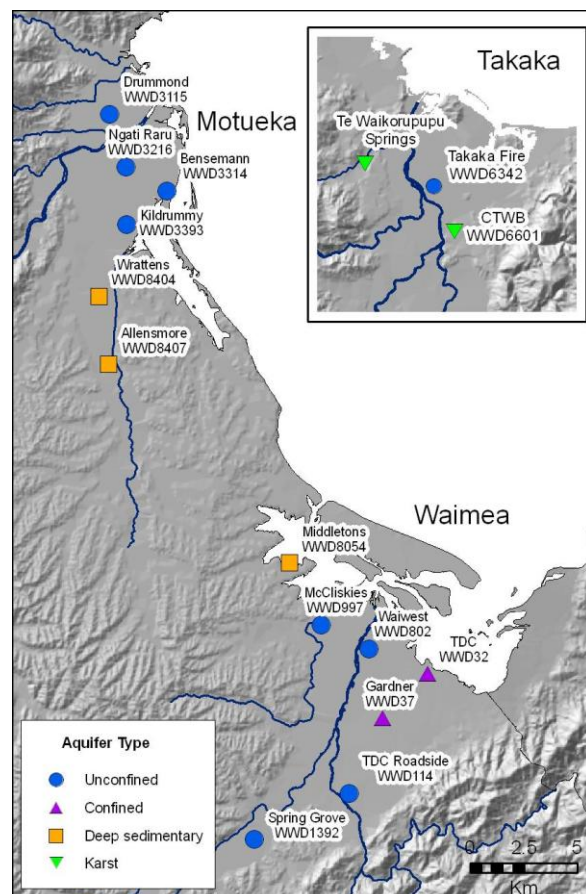 Drummond
WWD3115
Motueka
Ngati Raru
WWD3216
Bensemann
WWD3314
Kildrummy
WWD3393
Wrattens
WWD8404
Allensmore
WWD8407
Takaka
Te Waikorupupu
Springs
Takaka Fire
WWD6342
CTWB
WWD6601
Waimea
Middletons
WWD8054
McCliskies
WWD997
Waiwest
WWD802
TDC
WWD32
Gardner
WWD37
TDC Roadside
WWD114
Spring Grove
WWD1392
Aquifer Type
Unconfined
Confined
Deep sedimentary
Karst
0 2.5 5
Km